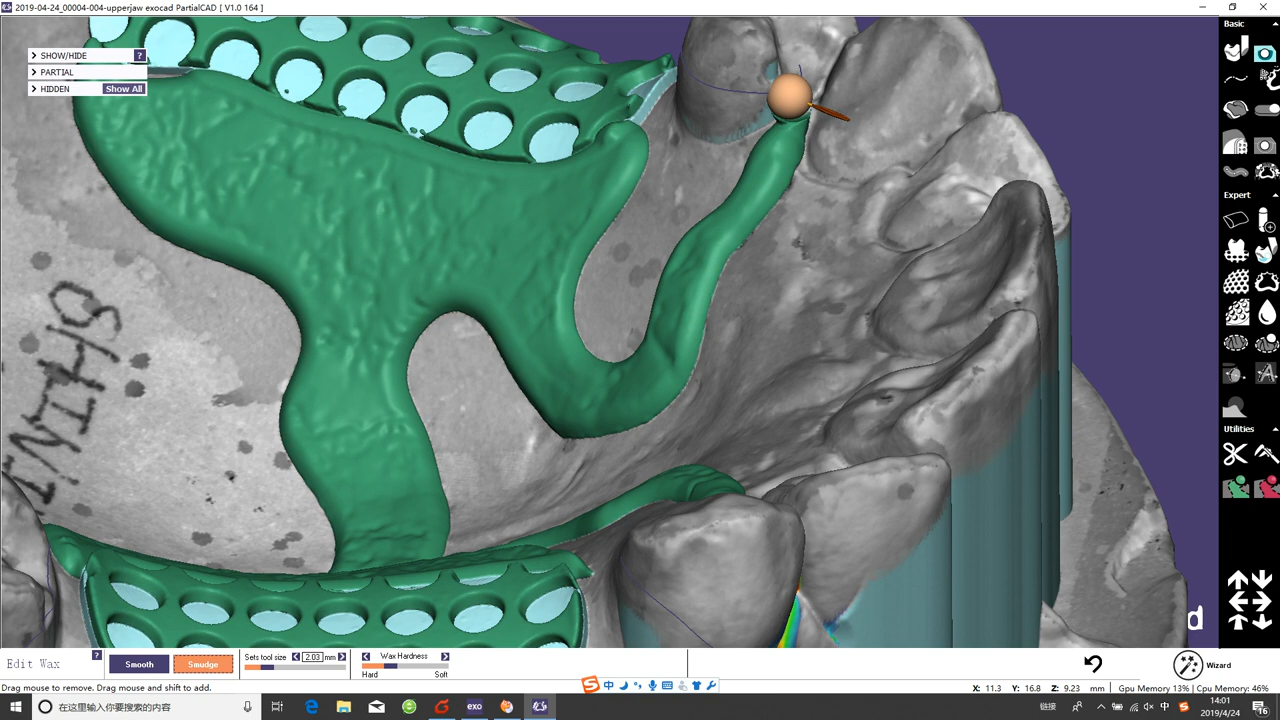 2019-04-24_00004-004-upperjaw exocad PartialCAD [ V1.0 164 ]
SHOW/HIDE ?
PARTIAL
HIDDEN Show All
Basic
Expert
Utilities
d
Edit Wax ? Smooth Smudge Sets tool size 2.03 mm Wax Hardness
Hard Soft
Wizard
Drag mouse to remove. Drag mouse and shift to add.
中
X: 11.3 Y: 16.8 Z: 9.23 mm Gpu Memory 13% | Cpu Memory: 46%
在这里输入你要搜索的内容
exo
链接
中
14:01
2019/4/24
16